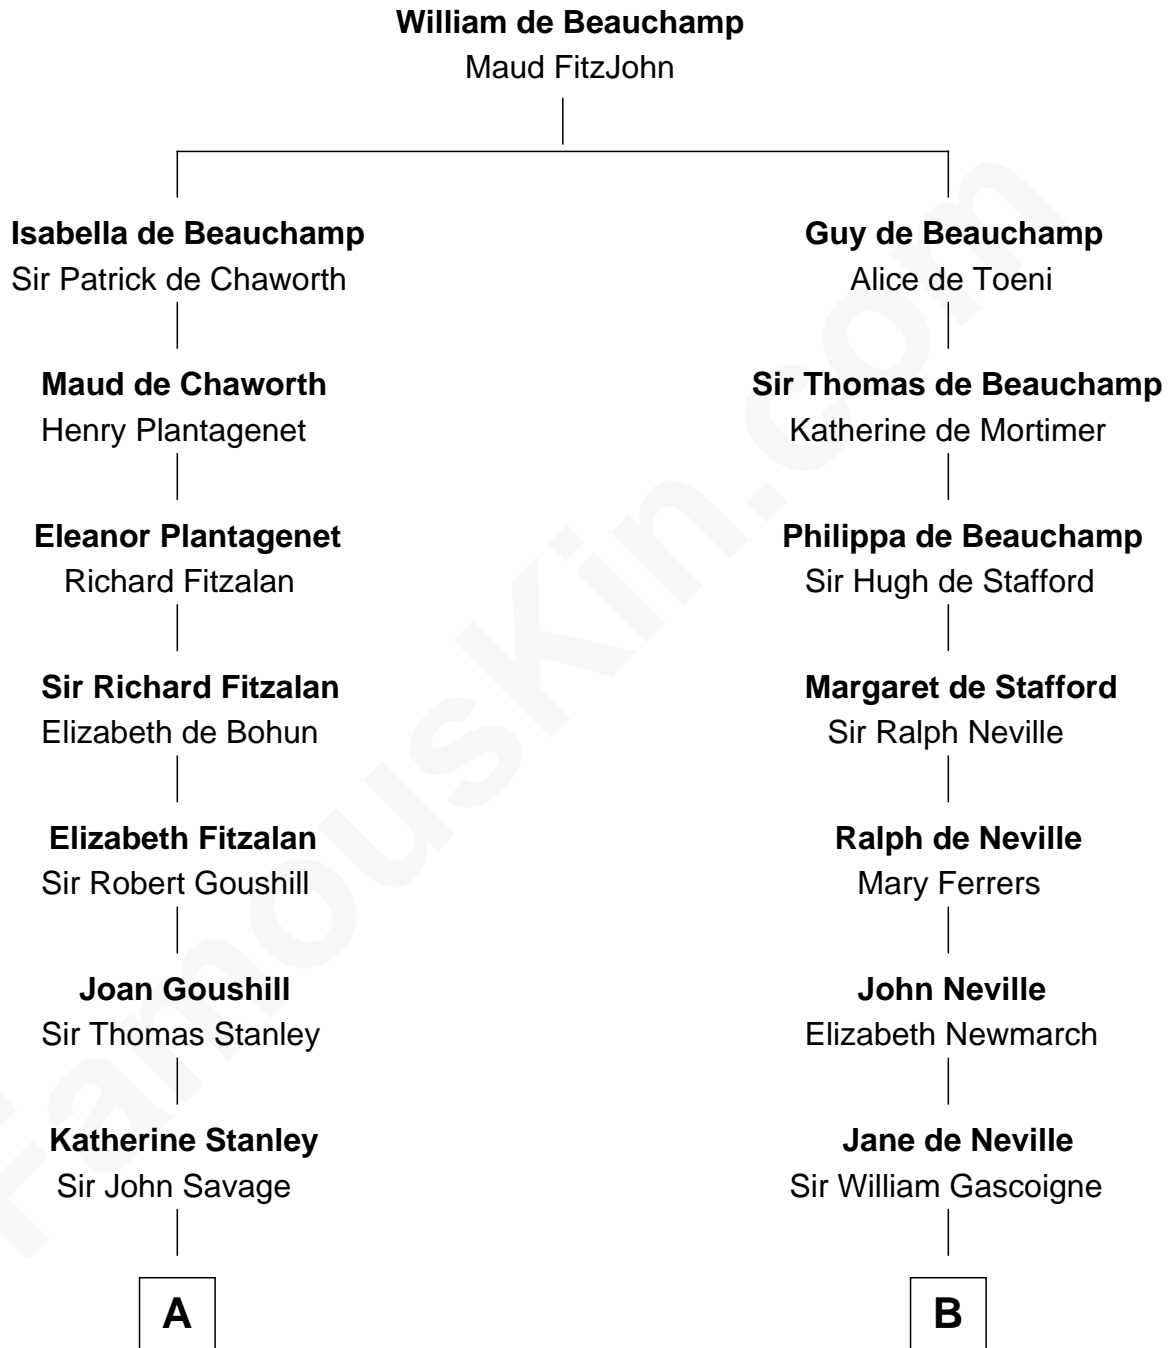 William de Beauchamp
Maud FitzJohn
Isabella de Beauchamp
Sir Patrick de Chaworth
Guy de Beauchamp
Alice de Toeni
Maud de Chaworth
Henry Plantagenet
Sir Thomas de Beauchamp
Katherine de Mortimer
Eleanor Plantagenet
Richard Fitzalan
Philippa de Beauchamp
Sir Hugh de Stafford
Sir Richard Fitzalan
Elizabeth de Bohun
Margaret de Stafford
Sir Ralph Neville
Elizabeth Fitzalan
Sir Robert Goushill
Ralph de Neville
Mary Ferrers
Joan Goushill
Sir Thomas Stanley
John Neville
Elizabeth Newmarch
Katherine Stanley
Sir John Savage
Jane de Neville
Sir William Gascoigne
A
B
FamousKin.com